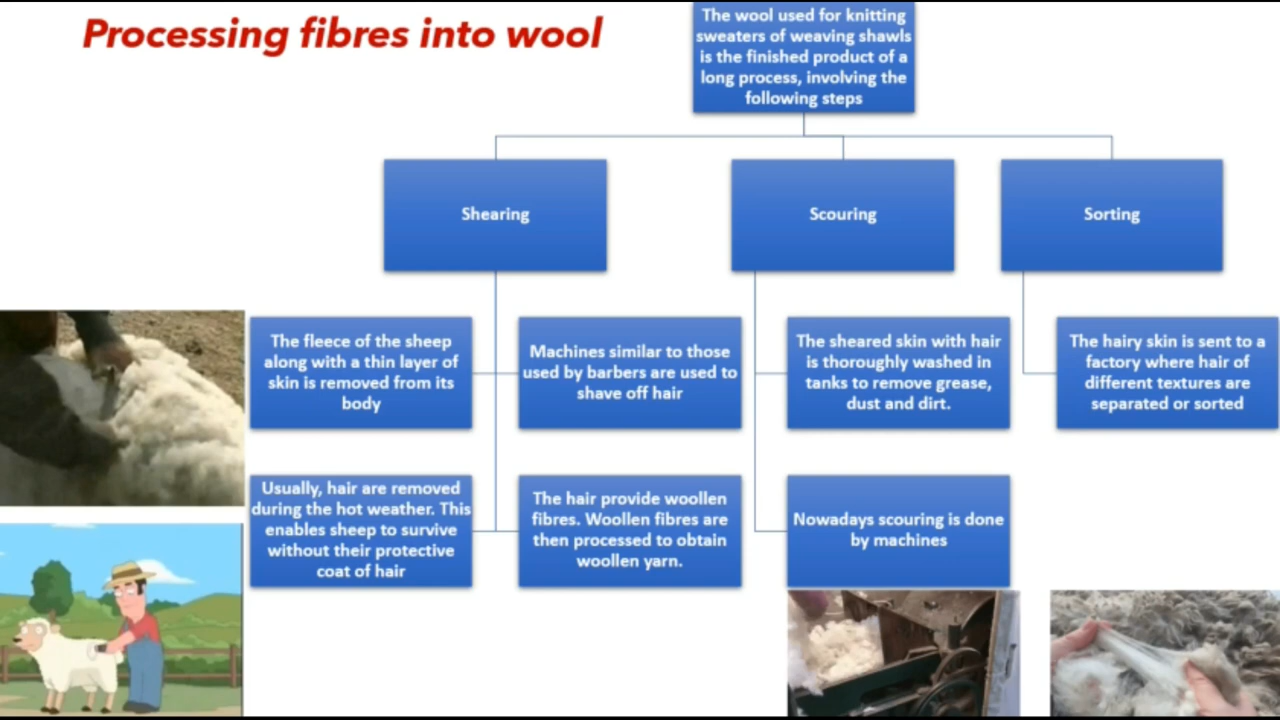 Processing fibres into wool
The wool used for knitting
sweaters of weaving shawls
is the finished product of a
long process, involving the
following steps
Shearing
Scouring
Sorting
The fleece of the sheep
along with a thin layer of
skin is removed from its
body
Machines similar to those
used by barbers are used to
shave off hair
The sheared skin with hair
is thoroughly washed in
tanks to remove grease,
dust and dirt.
The hairy skin is sent to a
factory where hair of
different textures are
separated or sorted
Usually, hair are removed
during the hot weather. This
enables sheep to survive
without their protective
coat of hair
The hair provide woollen
fibres. Woollen fibres are
then processed to obtain
woollen yarn.
Nowadays scouring is done
by machines